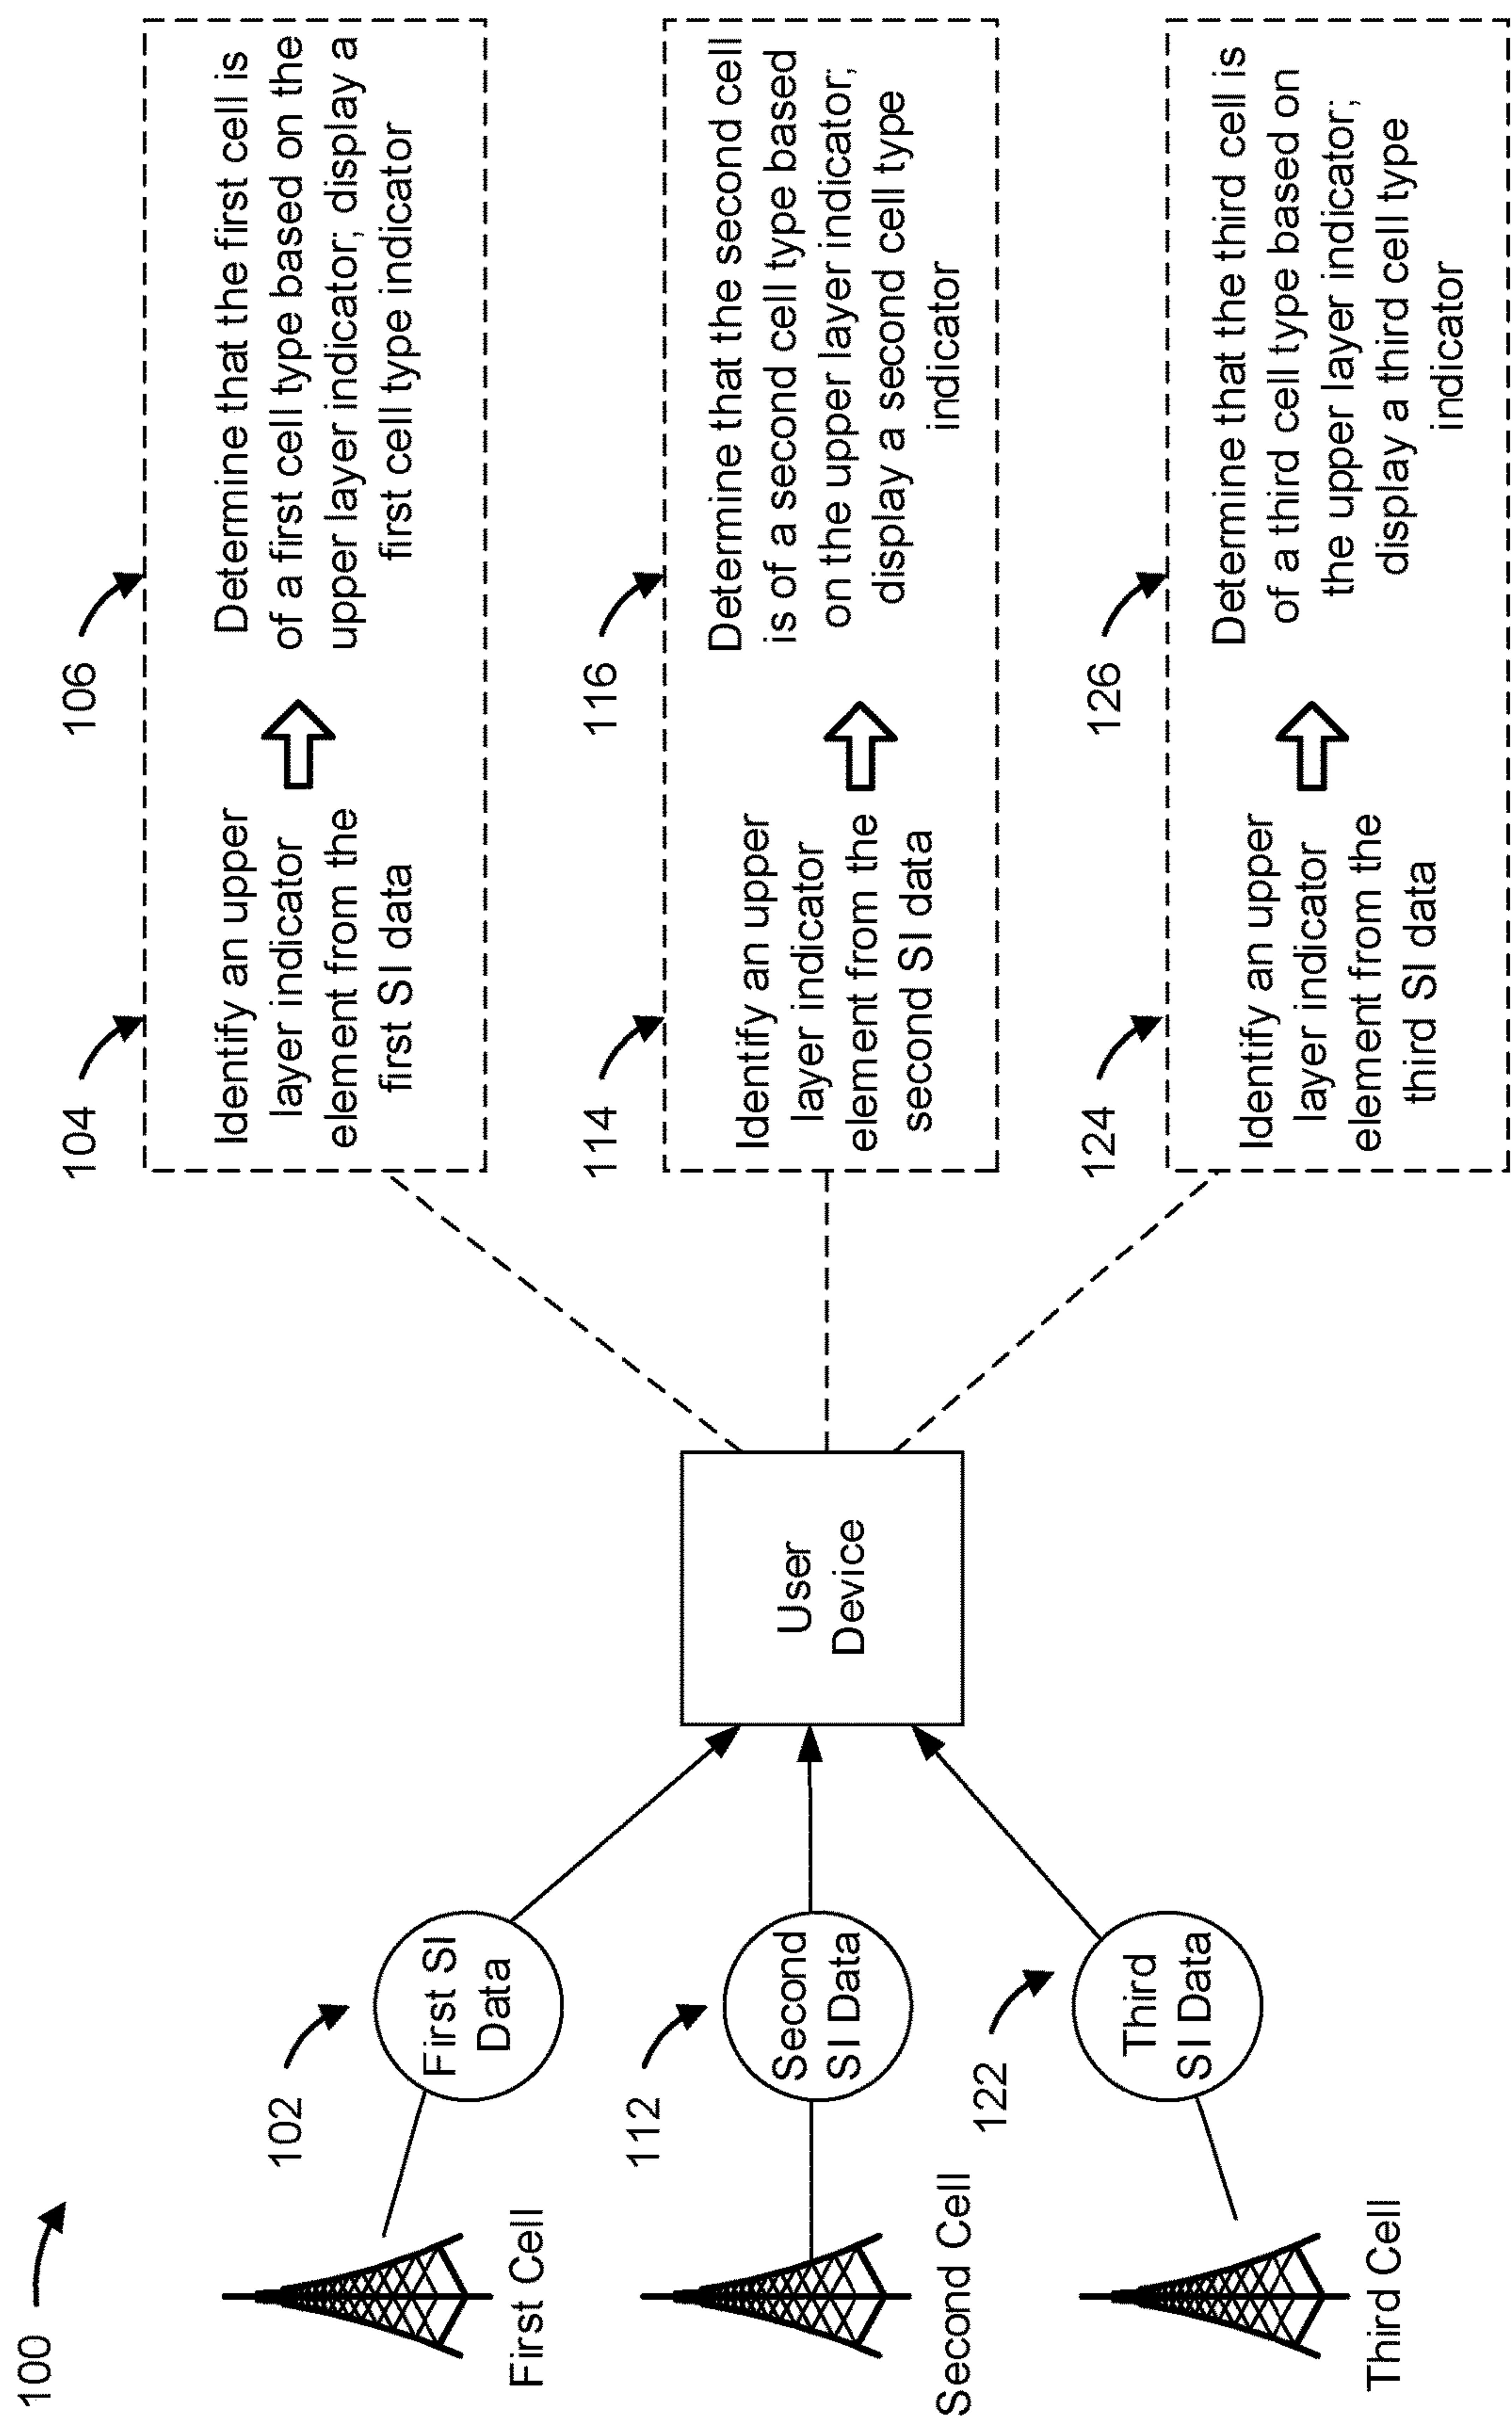 100
First Cell
102
First SI
Data
Second Cell
112
Second
SI Data
Third Cell
122
Third
SI Data
User
Device
104
Identify an upper
layer indicator
element from the
first SI data
106
Determine that the first cell is
of a first cell type based on the
upper layer indicator; display a
first cell type indicator
114
Identify an upper
layer indicator
element from the
second SI data
116
Determine that the second cell
is of a second cell type based
on the upper layer indicator;
display a second cell type
indicator
124
Identify an upper
layer indicator
element from the
third SI data
126
Determine that the third cell is
of a third cell type based on
the upper layer indicator;
display a third cell type
indicator